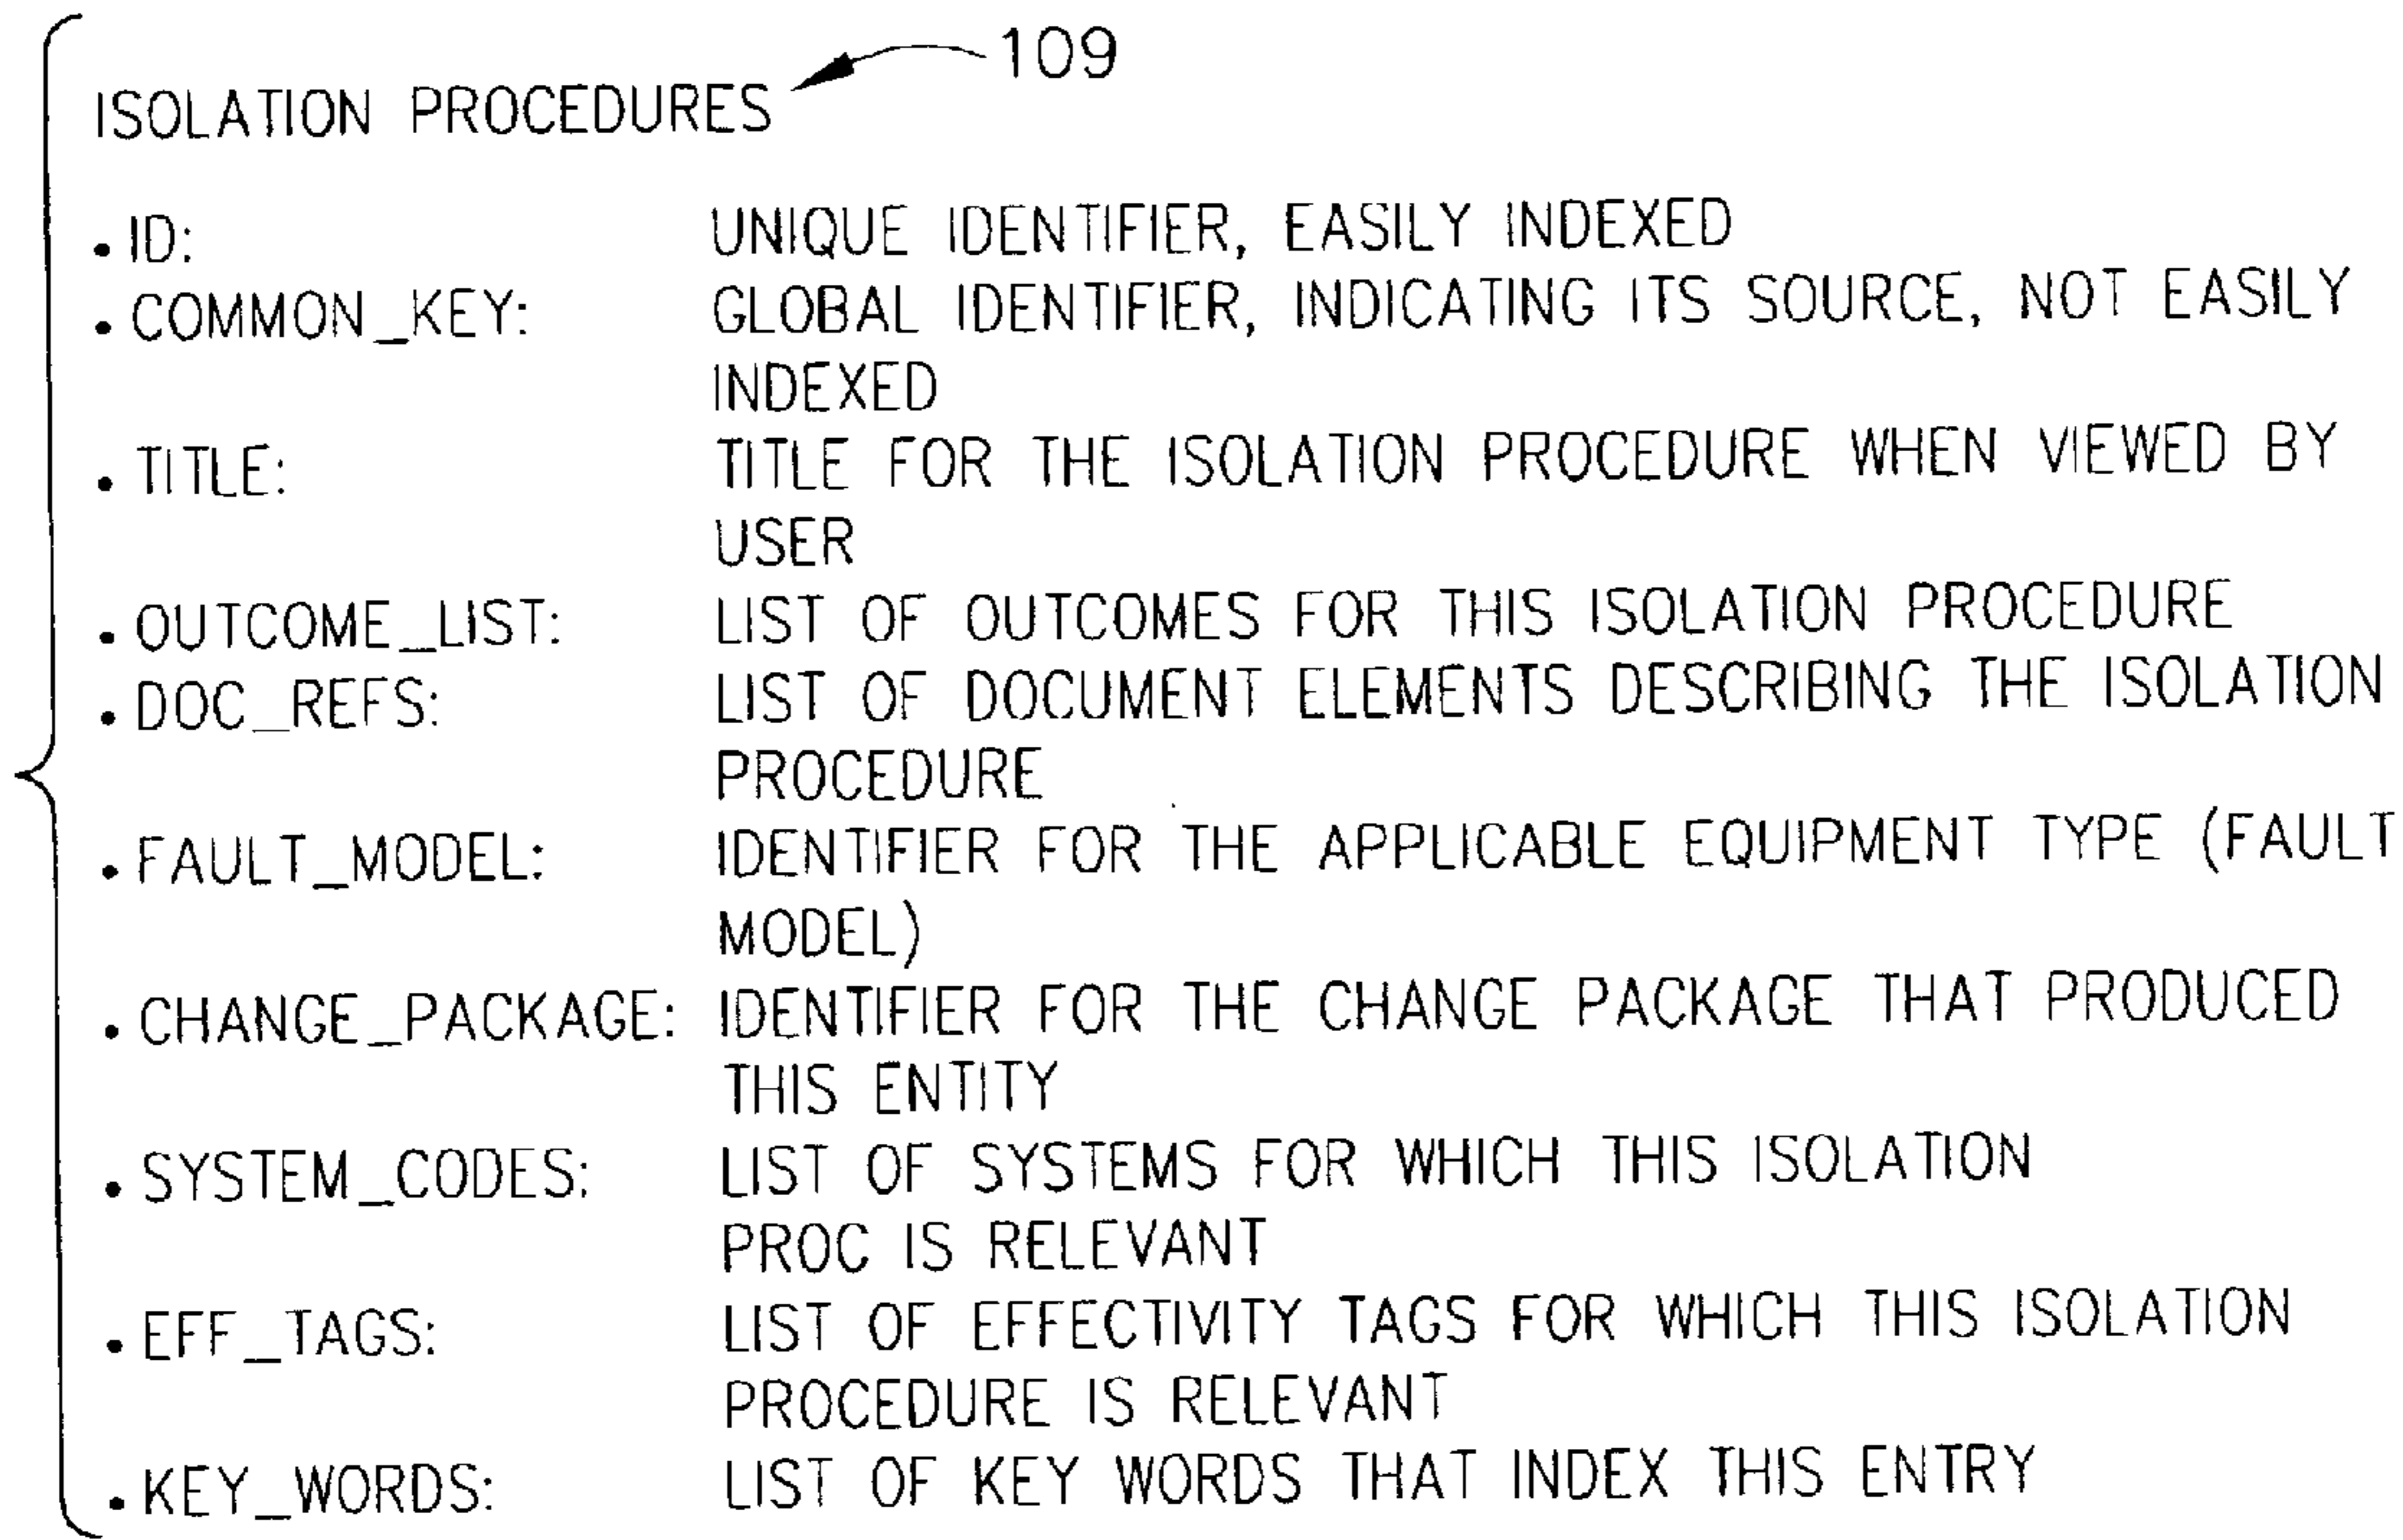 109
ISOLATION PROCEDURES
• ID: UNIQUE IDENTIFIER, EASILY INDEXED
• COMMON_KEY: GLOBAL IDENTIFIER, INDICATING ITS SOURCE, NOT EASILY
INDEXED
• TITLE: TITLE FOR THE ISOLATION PROCEDURE WHEN VIEWED BY
USER
• OUTCOME_LIST: LIST OF OUTCOMES FOR THIS ISOLATION PROCEDURE
• DOC_REFS: LIST OF DOCUMENT ELEMENTS DESCRIBING THE ISOLATION
PROCEDURE
• FAULT_MODEL: IDENTIFIER FOR THE APPLICABLE EQUIPMENT TYPE (FAULT
MODEL)
• CHANGE_PACKAGE: IDENTIFIER FOR THE CHANGE PACKAGE THAT PRODUCED
THIS ENTITY
• SYSTEM_CODES: LIST OF SYSTEMS FOR WHICH THIS ISOLATION
PROC IS RELEVANT
• EFF_TAGS: LIST OF EFFECTIVITY TAGS FOR WHICH THIS ISOLATION
PROCEDURE IS RELEVANT
• KEY_WORDS: LIST OF KEY WORDS THAT INDEX THIS ENTRY